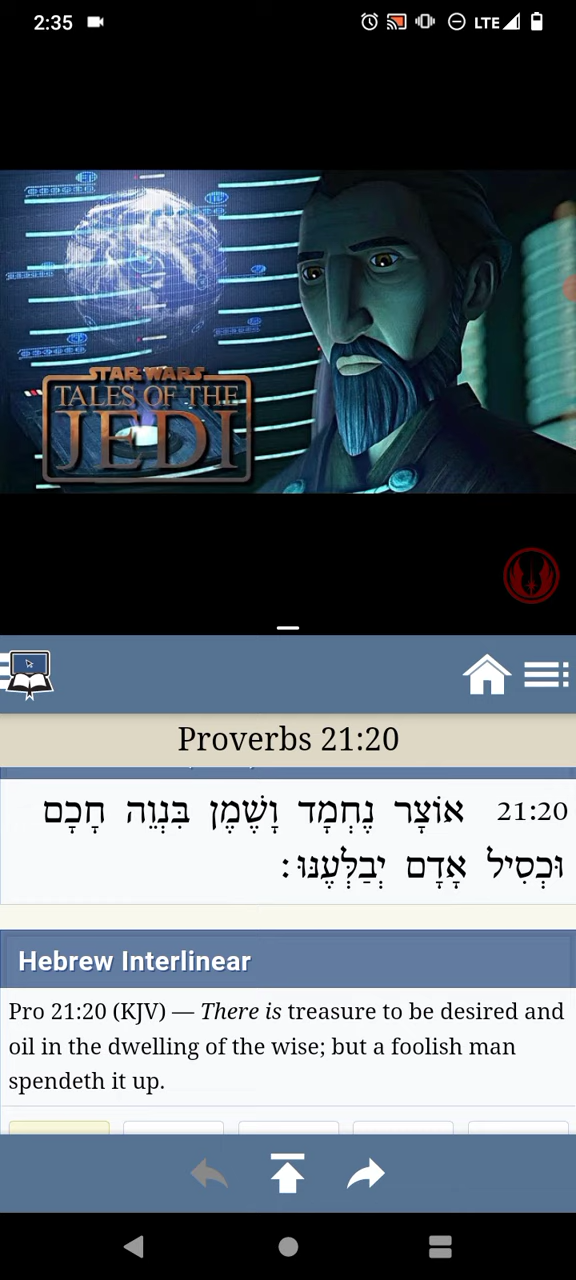 2:35
LTE
STAR WARS
TALES OF THE
JEDI
Proverbs 21:20
21:20 אוֹצָר נֶחְמָד וָשֶׁמֶן בִּנְוֵה חָכָם
וּכְסִיל אָדָם יְבַלְּעֶנּוּ׃
Hebrew Interlinear
Pro 21:20 (KJV) — There is treasure to be desired and
oil in the dwelling of the wise; but a foolish man
spendeth it up.